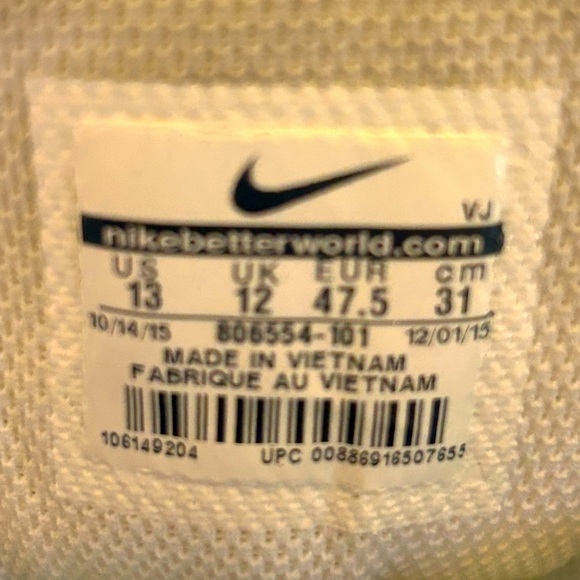 VJ
nikebetterworld.com
US UK EUR cm
13 12 47.5 31
10/14/15 806554-101 12/01/15
MADE IN VIETNAM
FABRIQUE AU VIETNAM
106149204 UPC 00886916507655